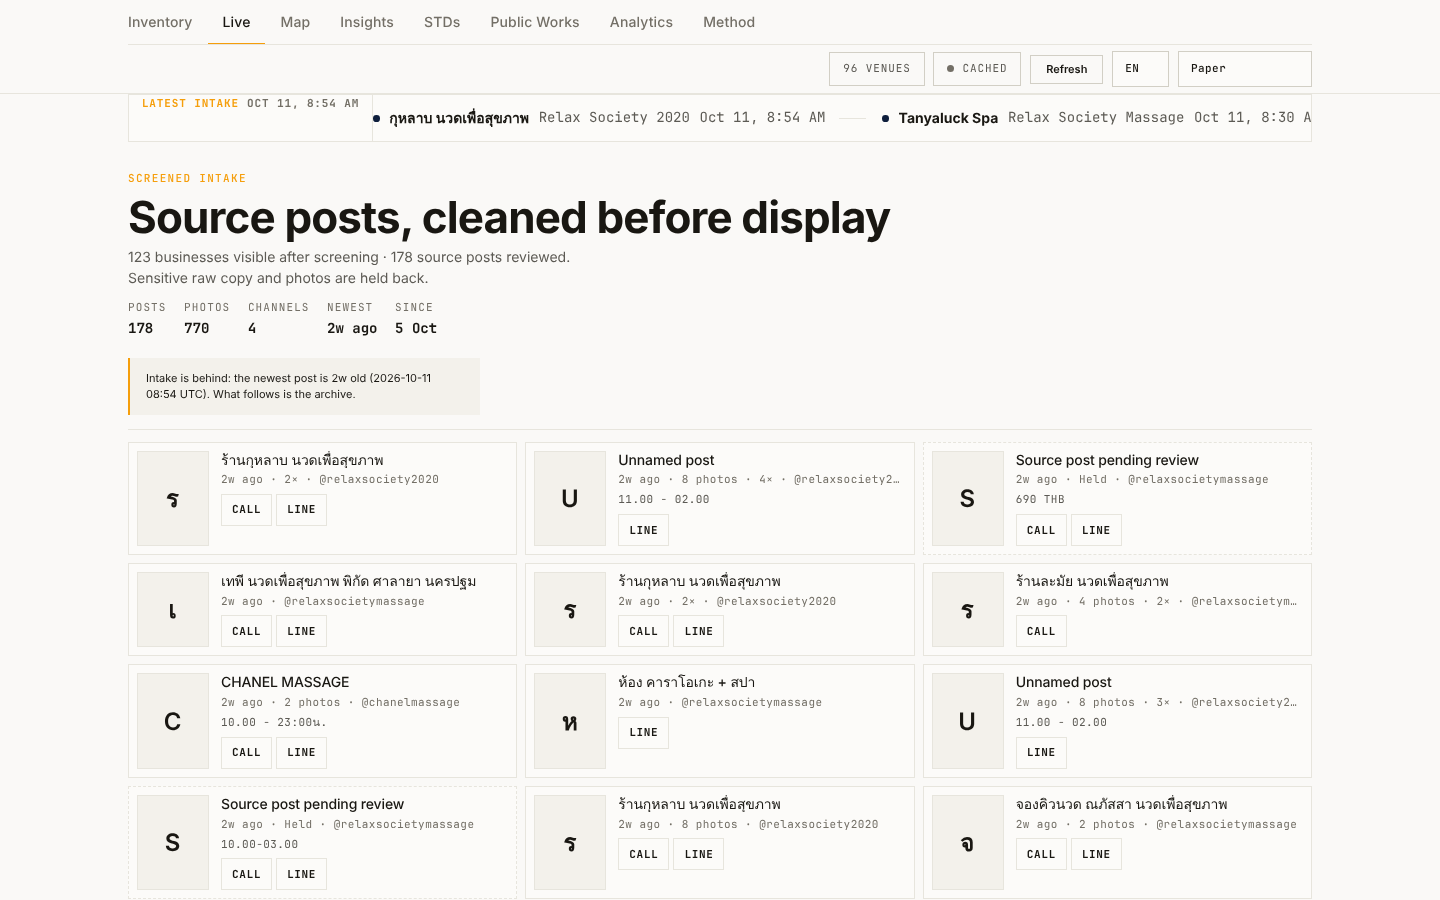 Inventory Live Map Insights STDs Public Works Analytics Method
96 VENUES CACHED Refresh EN Paper
LATEST INTAKE OCT 11, 8:54 AM
กุหลาบ นวดเพื่อสุขภาพ Relax Society 2020 Oct 11, 8:54 AM Tanyaluck Spa Relax Society Massage Oct 11, 8:30 A
SCREENED INTAKE
Source posts, cleaned before display
123 businesses visible after screening · 178 source posts reviewed.
Sensitive raw copy and photos are held back.
POSTS PHOTOS CHANNELS NEWEST SINCE
178 770 4 2w ago 5 Oct
Intake is behind: the newest post is 2w old (2026-10-11
08:54 UTC). What follows is the archive.
ร
ร้านกุหลาบ นวดเพื่อสุขภาพ
2w ago · 2× · @relaxsociety2020
CALL LINE
U
Unnamed post
2w ago · 8 photos · 4× · @relaxsociety2…
11.00 - 02.00
LINE
S
Source post pending review
2w ago · Held · @relaxsocietymassage
690 THB
CALL LINE
เ
เทพี นวดเพื่อสุขภาพ พิกัด ศาลายา นครปฐม
2w ago · @relaxsocietymassage
CALL LINE
ร
ร้านกุหลาบ นวดเพื่อสุขภาพ
2w ago · 2× · @relaxsociety2020
CALL LINE
ร
ร้านละมัย นวดเพื่อสุขภาพ
2w ago · 4 photos · 2× · @relaxsocietym…
CALL
C
CHANEL MASSAGE
2w ago · 2 photos · @chanelmassage
10.00 - 23:00น.
CALL LINE
ห
ห้อง คาราโอเกะ + สปา
2w ago · @relaxsocietymassage
LINE
U
Unnamed post
2w ago · 8 photos · 3× · @relaxsociety2…
11.00 - 02.00
LINE
S
Source post pending review
2w ago · Held · @relaxsocietymassage
10.00-03.00
CALL LINE
ร
ร้านกุหลาบ นวดเพื่อสุขภาพ
2w ago · 8 photos · @relaxsociety2020
CALL LINE
จ
จองคิวนวด ณภัสสา นวดเพื่อสุขภาพ
2w ago · 2 photos · @relaxsocietymassage
CALL LINE